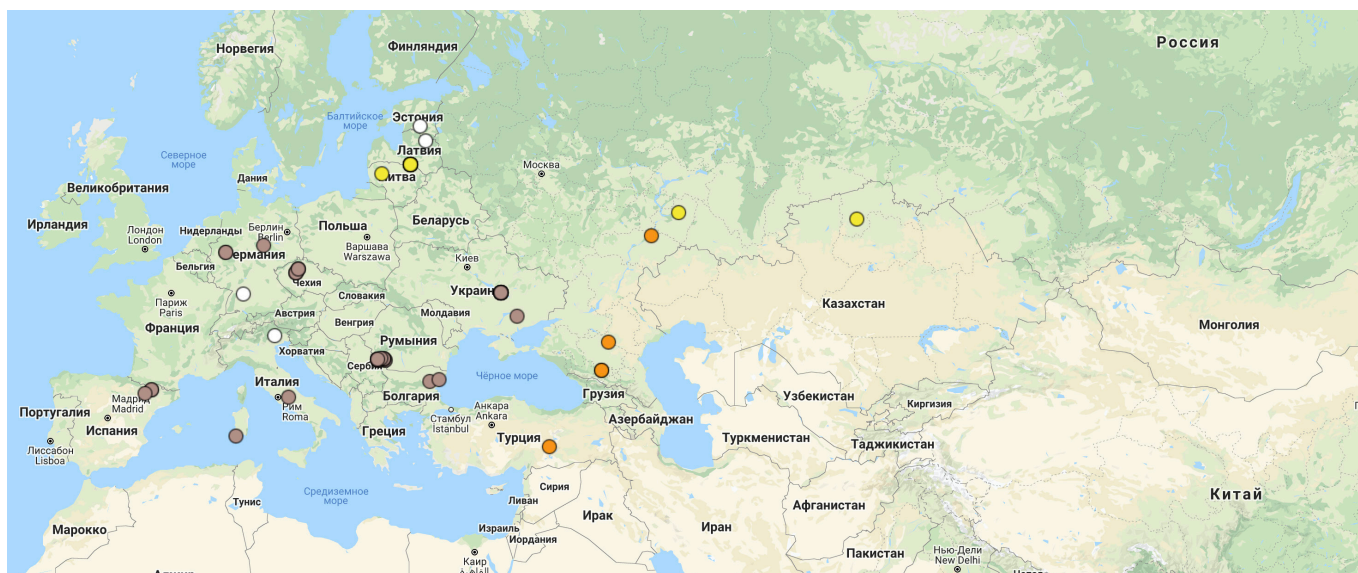 Россия
Норвегия
Финляндия
Эстония
Балтийское
море
Латвия
Северное
море
Москва
Дания
Великобритания
Ирландия
Лондон
London
Нидерланды
Берлин
Berlin
Польша
Беларусь
Варшава
Warszawa
Бельгия
Киев
Чехия
Париж
Paris
Словакия
Украин
Казахстан
Австрия
Молдавия
Монголия
Франция
Венгрия
Румыния
Хорватия
Чёрное море
Италия
Рим
Roma
Болгария
Грузия
Узбекистан
Киргизия
Мадрид
Madrid
Португалия
Испания
Лиссабон
Lisboa
Стамбул
Istanbul
Анкара
Ankara
Азербайджан
Греция
Турция
Туркменистан
Таджикистан
Сирия
Средиземное
море
Тунис
Ливан
Китай
Марокко
Ирак
Иран
Афганистан
Израиль
Иордания
Пакистан
Нью-Дели
New Delhi
Каир